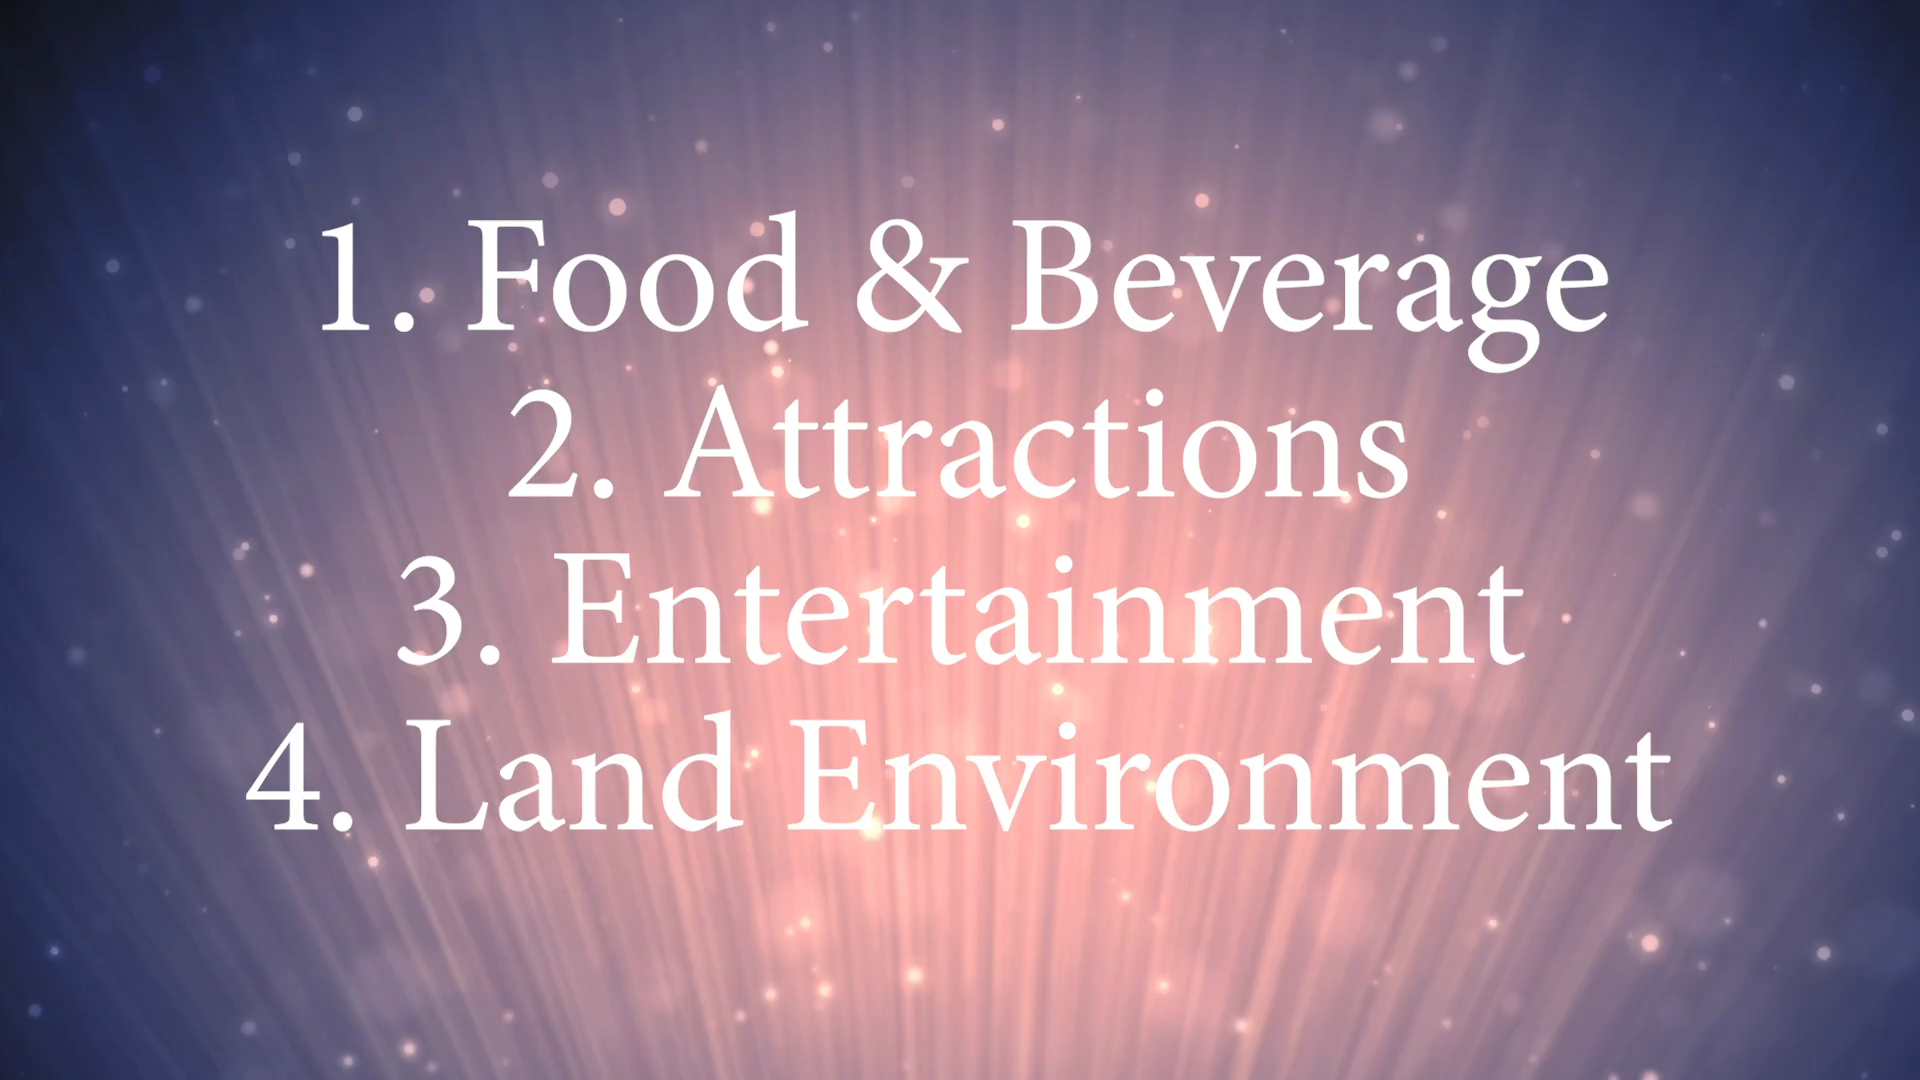 1. Food & Beverage
2. Attractions
3. Entertainment
4. Land Environment